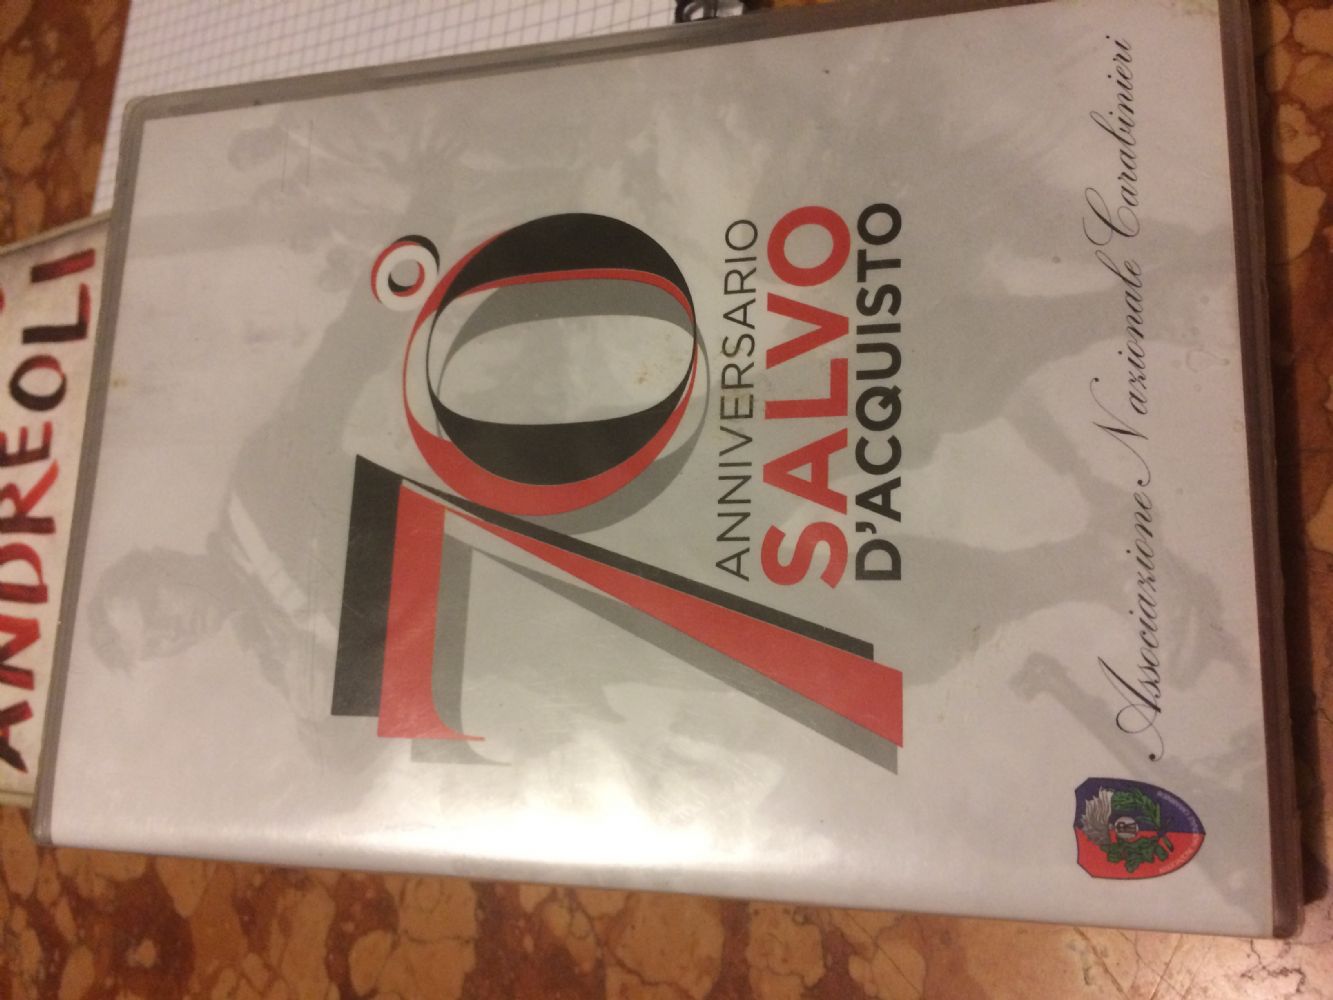 70°
ANNIVERSARIO
SALVO
D'ACQUISTO
Associazione Nazionale Carabinieri
ANDREOLI